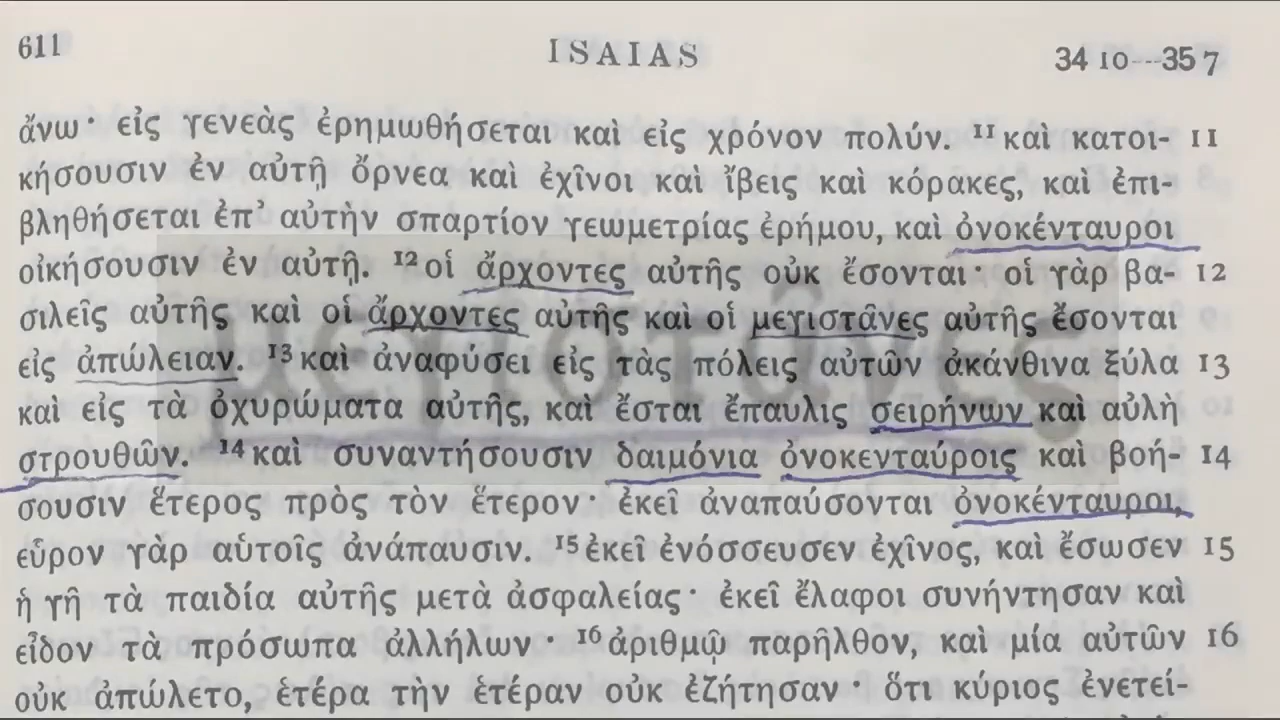 611 ISAIAS 34 10---35 7
ἄνω· εἰς γενεὰς ἐρημωθήσεται καὶ εἰς χρόνον πολύν. 11 καὶ κατοι- 11
κήσουσιν ἐν αὐτῇ ὄρνεα καὶ ἐχῖνοι καὶ ἴβεις καὶ κόρακες, καὶ ἐπι-
βληθήσεται ἐπ᾽ αὐτὴν σπαρτίον γεωμετρίας ἐρήμου, καὶ ὀνοκένταυροι
οἰκήσουσιν ἐν αὐτῇ. 12 οἱ ἄρχοντες αὐτῆς οὐκ ἔσονται· οἱ γὰρ βα- 12
σιλεῖς αὐτῆς καὶ οἱ ἄρχοντες αὐτῆς καὶ οἱ μεγιστᾶνες αὐτῆς ἔσονται
εἰς ἀπώλειαν. 13 καὶ ἀναφύσει εἰς τὰς πόλεις αὐτῶν ἀκάνθινα ξύλα 13
καὶ εἰς τὰ ὀχυρώματα αὐτῆς, καὶ ἔσται ἔπαυλις σειρήνων καὶ αὐλὴ
στρουθῶν. 14 καὶ συναντήσουσιν δαιμόνια ὀνοκενταύροις καὶ βοή- 14
σουσιν ἕτερος πρὸς τὸν ἕτερον· ἐκεῖ ἀναπαύσονται ὀνοκένταυροι,
εὗρον γὰρ αὑτοῖς ἀνάπαυσιν. 15 ἐκεῖ ἐνόσσευσεν ἐχῖνος, καὶ ἔσωσεν 15
ἡ γῆ τὰ παιδία αὐτῆς μετὰ ἀσφαλείας· ἐκεῖ ἔλαφοι συνήντησαν καὶ
εἶδον τὰ πρόσωπα ἀλλήλων· 16 ἀριθμῷ παρῆλθον, καὶ μία αὐτῶν 16
οὐκ ἀπώλετο, ἑτέρα τὴν ἑτέραν οὐκ ἐζήτησαν· ὅτι κύριος ἐνετεί-
μεγιστᾶνες